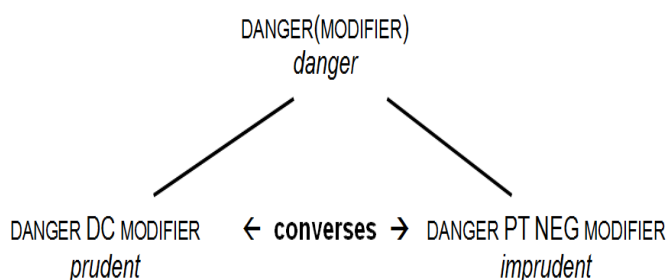 DANGER(MODIFIER)
danger
DANGER DC MODIFIER ← converses → DANGER PT NEG MODIFIER
prudent imprudent